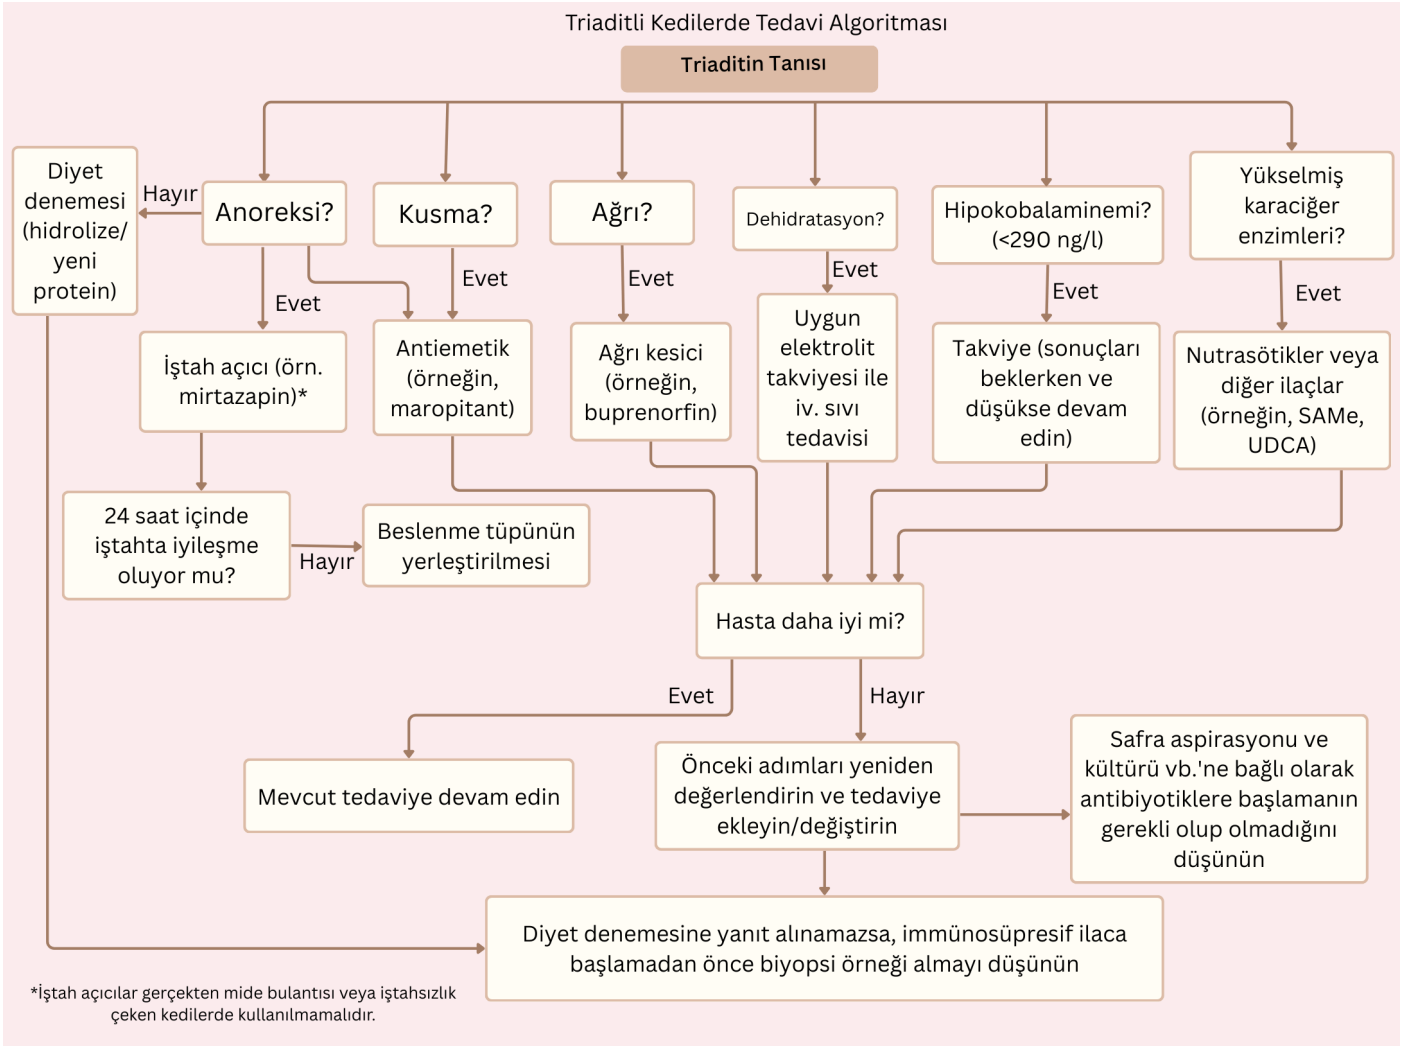 Triaditli Kedilerde Tedavi Algoritması
Triaditin Tanısı
Diyet
denemesi
(hidrolize/
yeni
protein)
Hayır
Anoreksi?
Kusma?
Ağrı?
Dehidratasyon?
Hipokobalaminemi?
(<290 ng/l)
Yükselmiş
karaciğer
enzimleri?
Evet
Evet
Evet
Evet
Evet
Evet
İştah açıcı (örn.
mirtazapin)*
Antiemetik
(örneğin,
maropitant)
Ağrı kesici
(örneğin,
buprenorfin)
Uygun
elektrolit
takviyesi ile
iv. sıvı
tedavisi
Takviye (sonuçları
beklerken ve
düşükse devam
edin)
Nutrasötikler veya
diğer ilaçlar
(örneğin, SAMe,
UDCA)
24 saat içinde
iştahta iyileşme
oluyor mu?
Hayır
Beslenme tüpünün
yerleştirilmesi
Hasta daha iyi mi?
Evet
Hayır
Mevcut tedaviye devam edin
Önceki adımları yeniden
değerlendirin ve tedaviye
ekleyin/değiştirin
Safra aspirasyonu ve
kültürü vb.'ne bağlı olarak
antibiyotiklere başlamanın
gerekli olup olmadığını
düşünün
Diyet denemesine yanıt alınamazsa, immünosüpresif ilaca
başlamadan önce biyopsi örneği almayı düşünün
*İştah açıcılar gerçekten mide bulantısı veya iştahsızlık
çeken kedilerde kullanılmamalıdır.